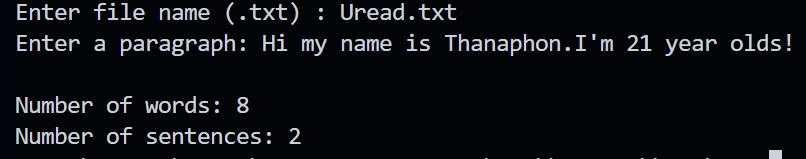 Enter file name (.txt) : Uread.txt
Enter a paragraph: Hi my name is Thanaphon.I'm 21 year olds!
Number of words: 8
Number of sentences: 2